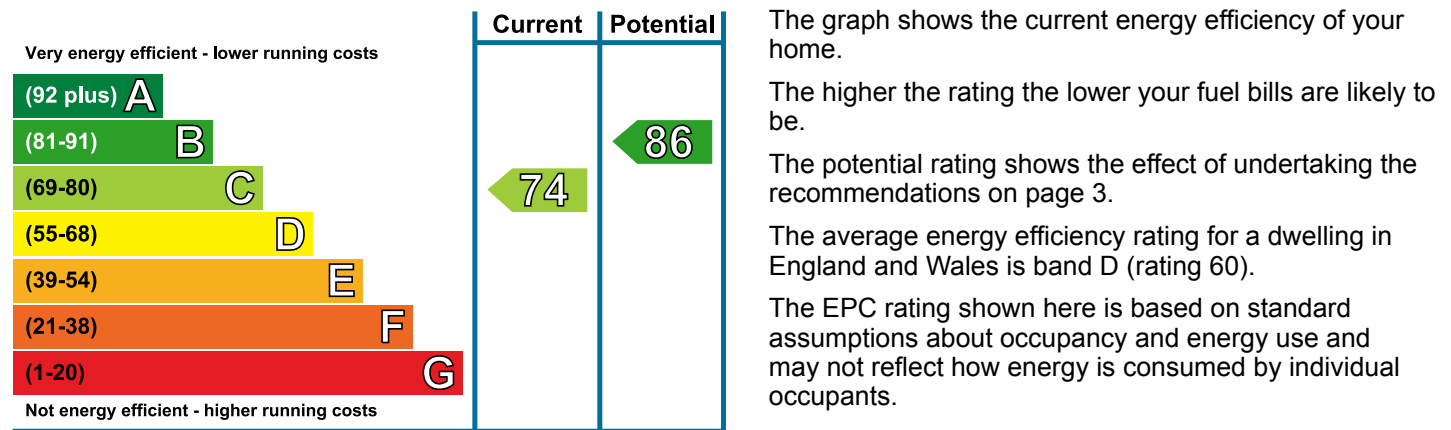 Current Potential
Very energy efficient - lower running costs
(92 plus) A
(81-91) B
86
(69-80) C
74
(55-68) D
(39-54) E
(21-38) F
(1-20) G
Not energy efficient - higher running costs
The graph shows the current energy efficiency of your
home.
The higher the rating the lower your fuel bills are likely to
be.
The potential rating shows the effect of undertaking the
recommendations on page 3.
The average energy efficiency rating for a dwelling in
England and Wales is band D (rating 60).
The EPC rating shown here is based on standard
assumptions about occupancy and energy use and
may not reflect how energy is consumed by individual
occupants.